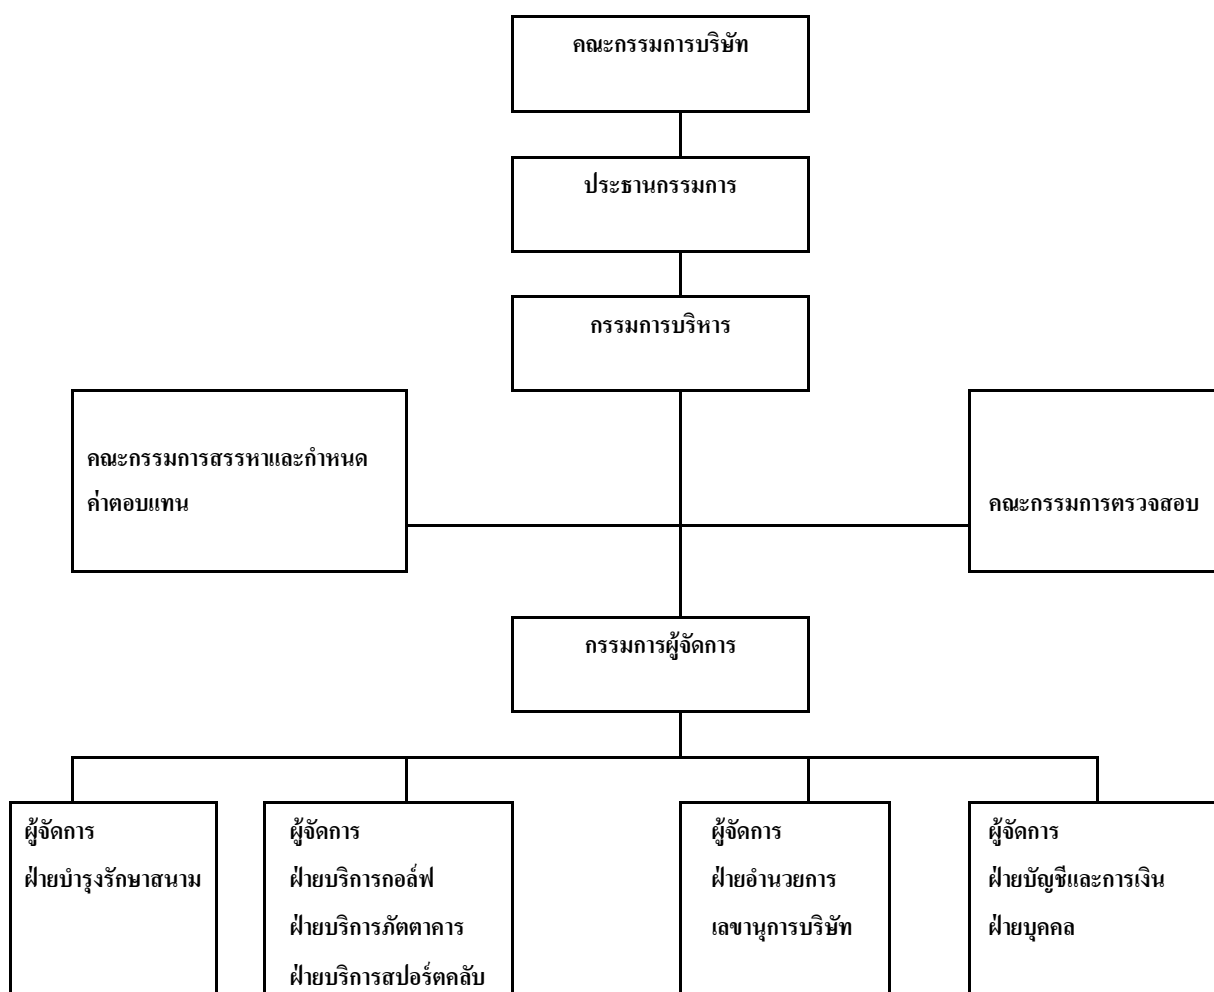 คณะกรรมการบริษัท
ประธานกรรมการ
กรรมการบริหาร
คณะกรรมการสรรหาและกำหนด
ค่าตอบแทน
คณะกรรมการตรวจสอบ
กรรมการผู้จัดการ
ผู้จัดการ
ฝ่ายบำรุงรักษาสนาม
ผู้จัดการ
ฝ่ายบริการกอล์ฟ
ฝ่ายบริการภัตตาคาร
ฝ่ายบริการสปอร์ตคลับ
ผู้จัดการ
ฝ่ายอำนวยการ
เลขานุการบริษัท
ผู้จัดการ
ฝ่ายบัญชีและการเงิน
ฝ่ายบุคคล